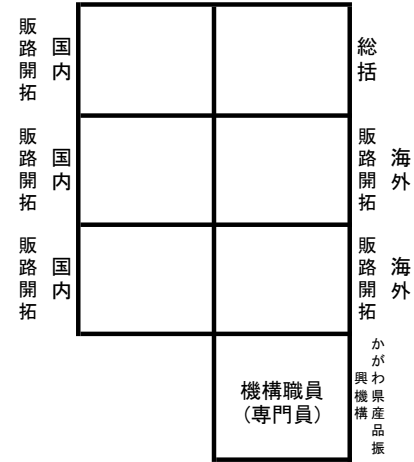 国内
販路開拓
総括
国内
販路開拓
海外
販路開拓
国内
販路開拓
海外
販路開拓
機構職員
(専門員)
かがわ県産品振
興機構